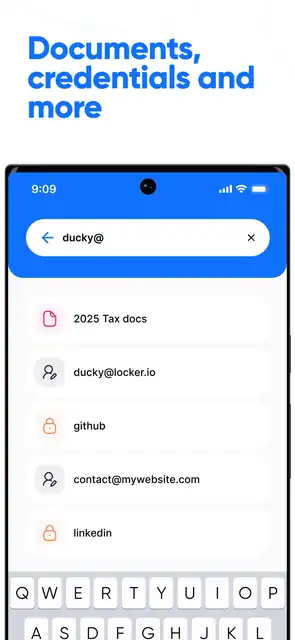 Documents,
credentials and
more
9:09
ducky@
2025 Tax docs
ducky@locker.io
github
contact@mywebsite.com
linkedin
Q W E R T Y U I O P
A S D F G H J K L